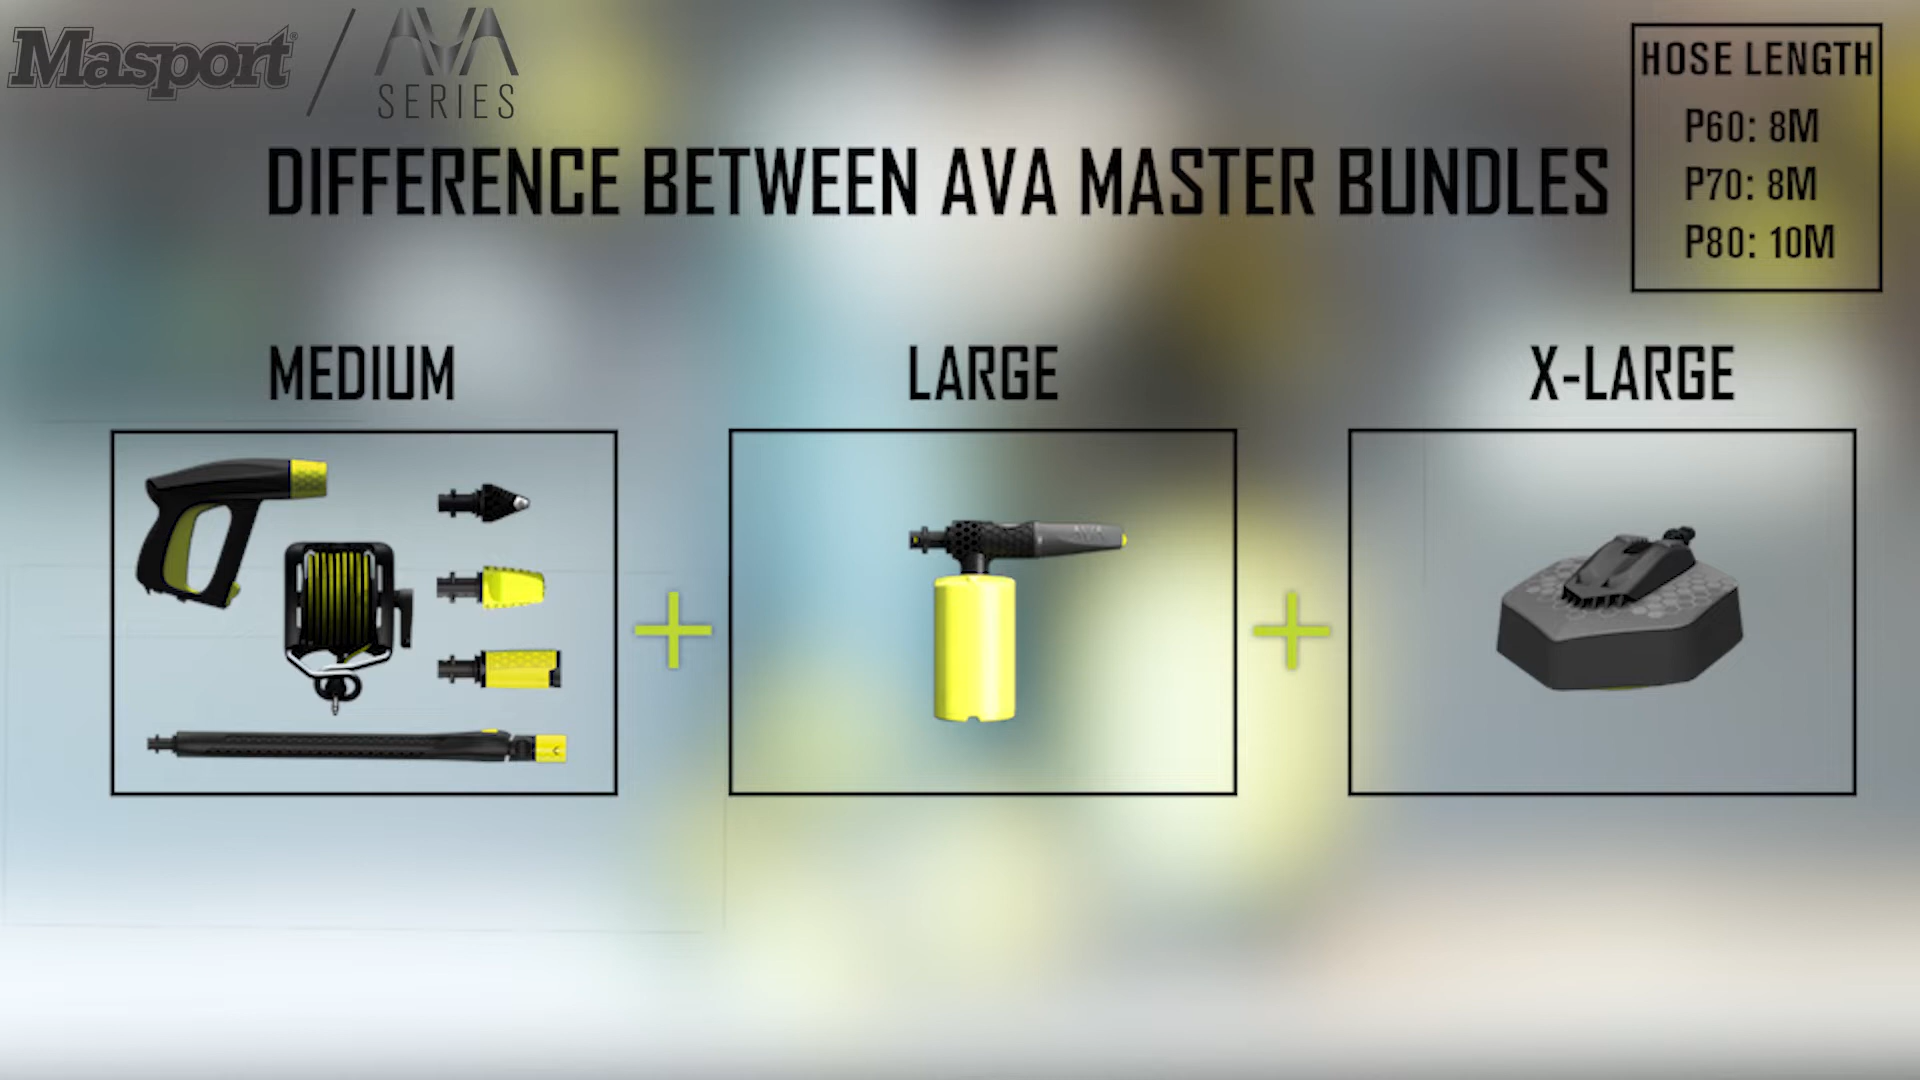 Masport
AVA
SERIES
HOSE LENGTH
P60: 8M
P70: 8M
P80: 10M
DIFFERENCE BETWEEN AVA MASTER BUNDLES
MEDIUM
LARGE
X-LARGE
AVA